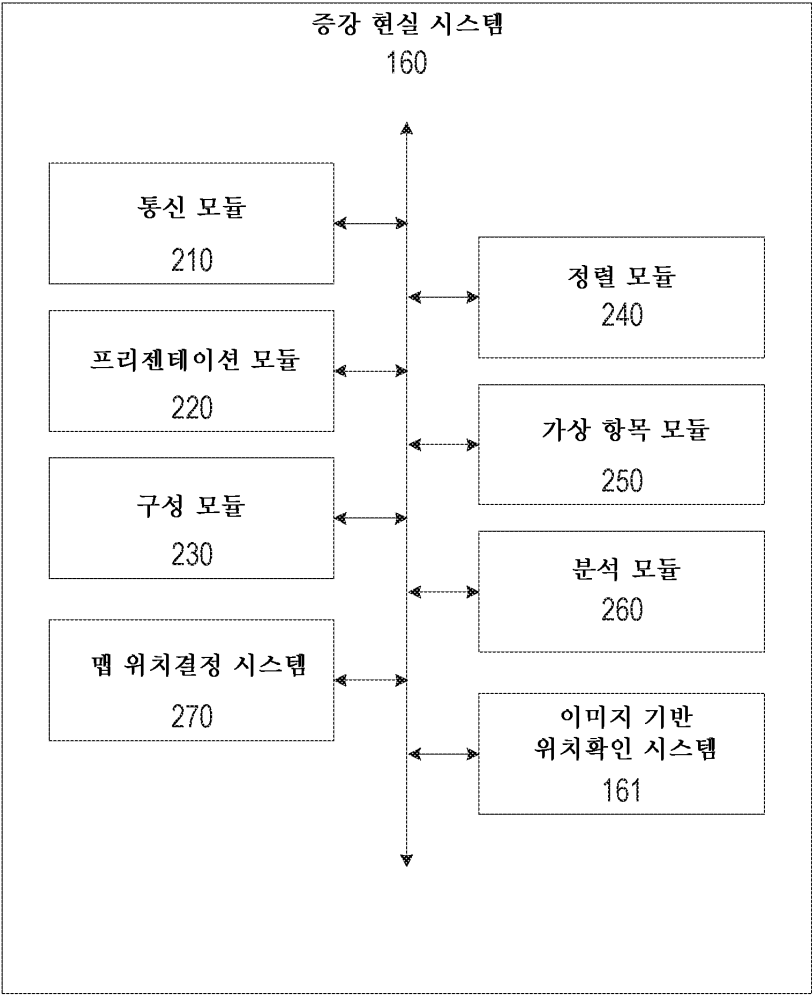 증강 현실 시스템
160
통신 모듈
210
프리젠테이션 모듈
220
구성 모듈
230
맵 위치결정 시스템
270
정렬 모듈
240
가상 항목 모듈
250
분석 모듈
260
이미지 기반
위치확인 시스템
161